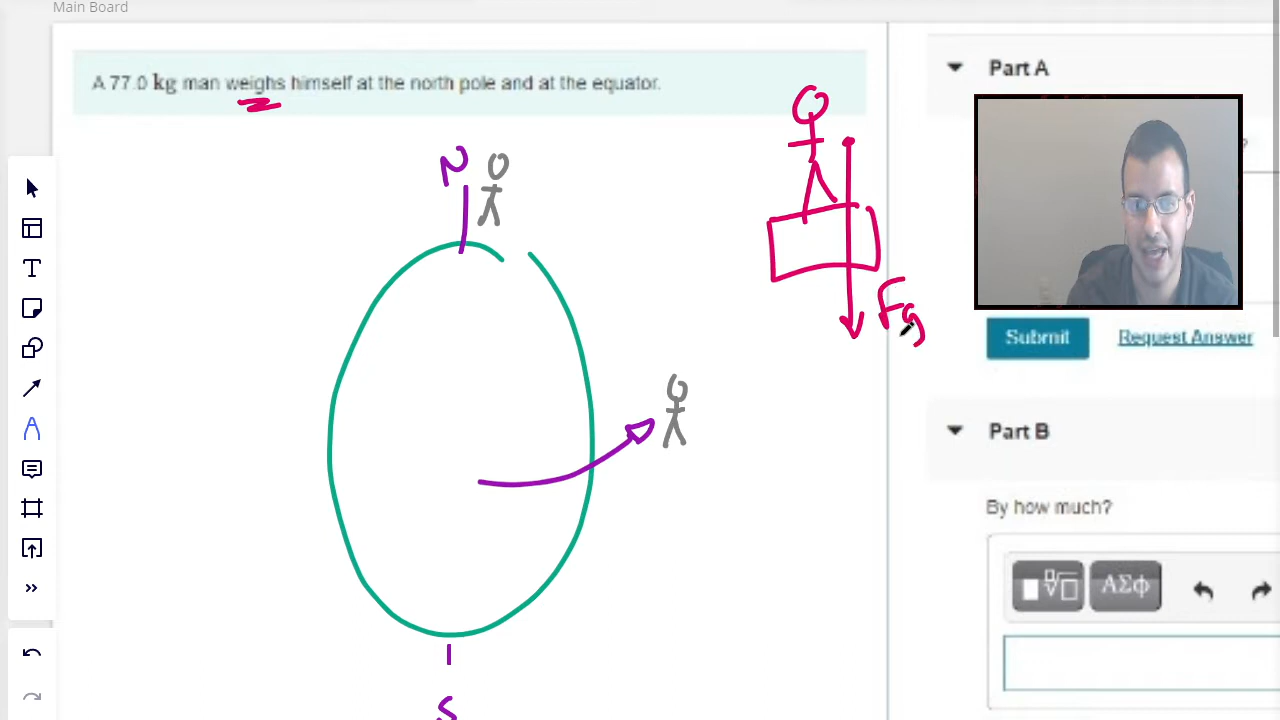 Main Board
A 77.0 kg man weighs himself at the north pole and at the equator.
N
Fg
S
Part A
?
Submit
Request Answer
Part B
By how much?
ΑΣφ
T